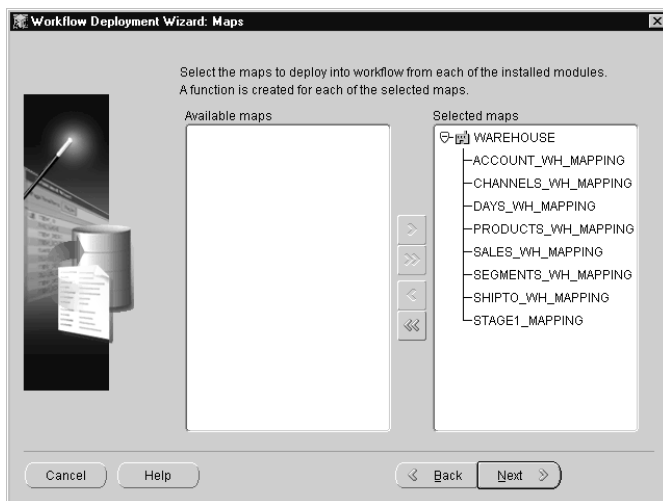 Workflow Deployment Wizard: Maps
Select the maps to deploy into workflow from each of the installed modules.
A function is created for each of the selected maps.
Available maps
Selected maps
WAREHOUSE
ACCOUNT_WH_MAPPING
CHANNELS_WH_MAPPING
DAYS_WH_MAPPING
PRODUCTS_WH_MAPPING
SALES_WH_MAPPING
SEGMENTS_WH_MAPPING
SHIPTO_WH_MAPPING
STAGE1_MAPPING
Cancel
Help
Back
Next